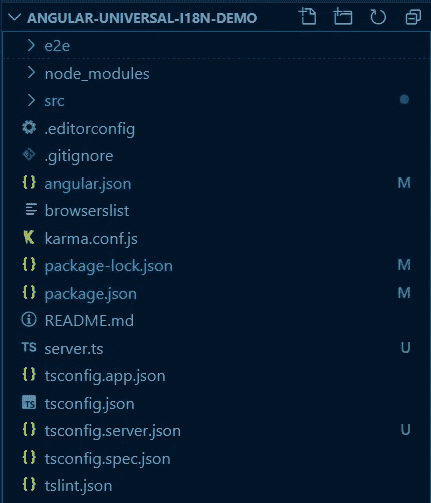 ANGULAR-UNIVERSAL-I18N-DEMO
e2e
node_modules
src
.editorconfig
.gitignore
{} angular.json M
browserslist
K karma.conf.js
{} package-lock.json M
{} package.json M
README.md
TS server.ts U
{} tsconfig.app.json
TS tsconfig.json
{} tsconfig.server.json U
{} tsconfig.spec.json
{} tslint.json